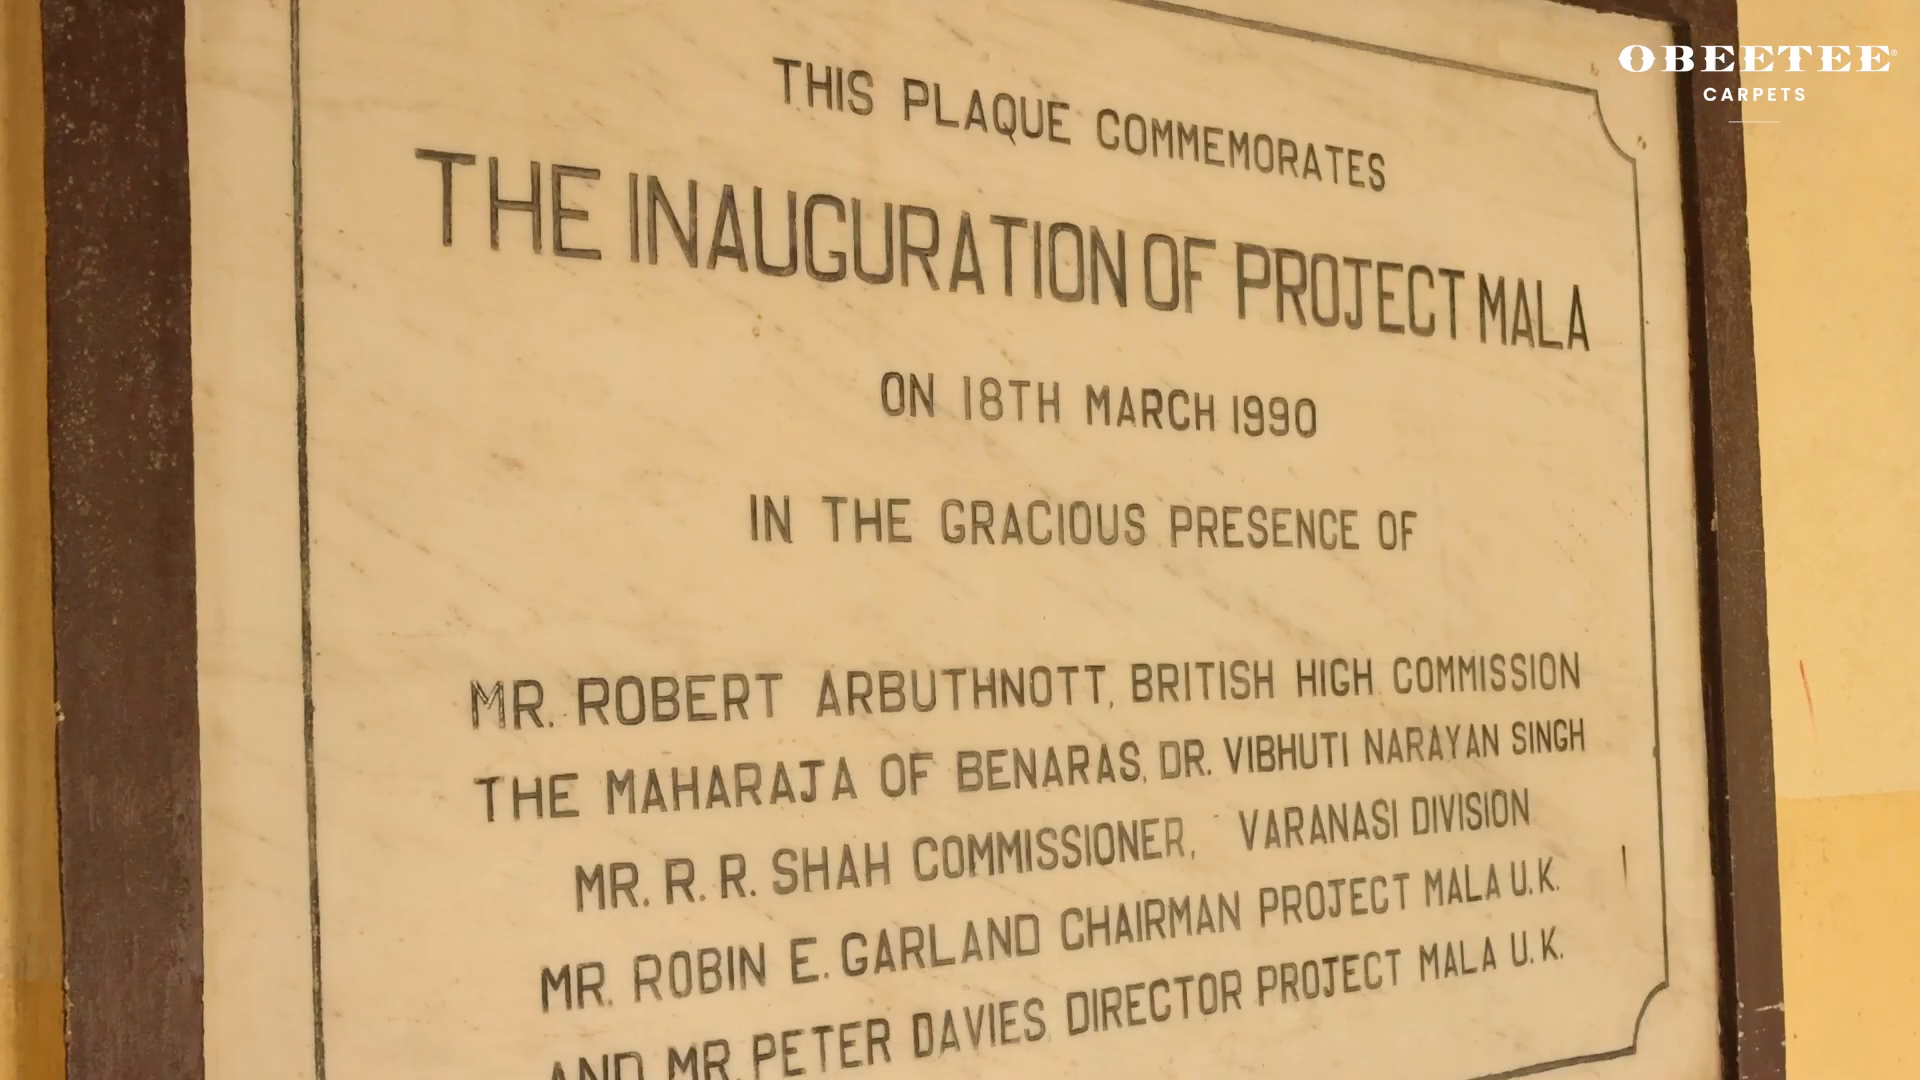 OBEETEE
CARPETS
THIS PLAQUE COMMEMORATES
THE INAUGURATION OF PROJECT MALA
ON 18TH MARCH 1990
IN THE GRACIOUS PRESENCE OF
MR. ROBERT ARBUTHNOTT, BRITISH HIGH COMMISSION
THE MAHARAJA OF BENARAS, DR. VIBHUTI NARAYAN SINGH
MR. R. R. SHAH COMMISSIONER, VARANASI DIVISION
MR. ROBIN E. GARLAND CHAIRMAN PROJECT MALA U.K.
AND MR. PETER DAVIES, DIRECTOR PROJECT MALA U.K.